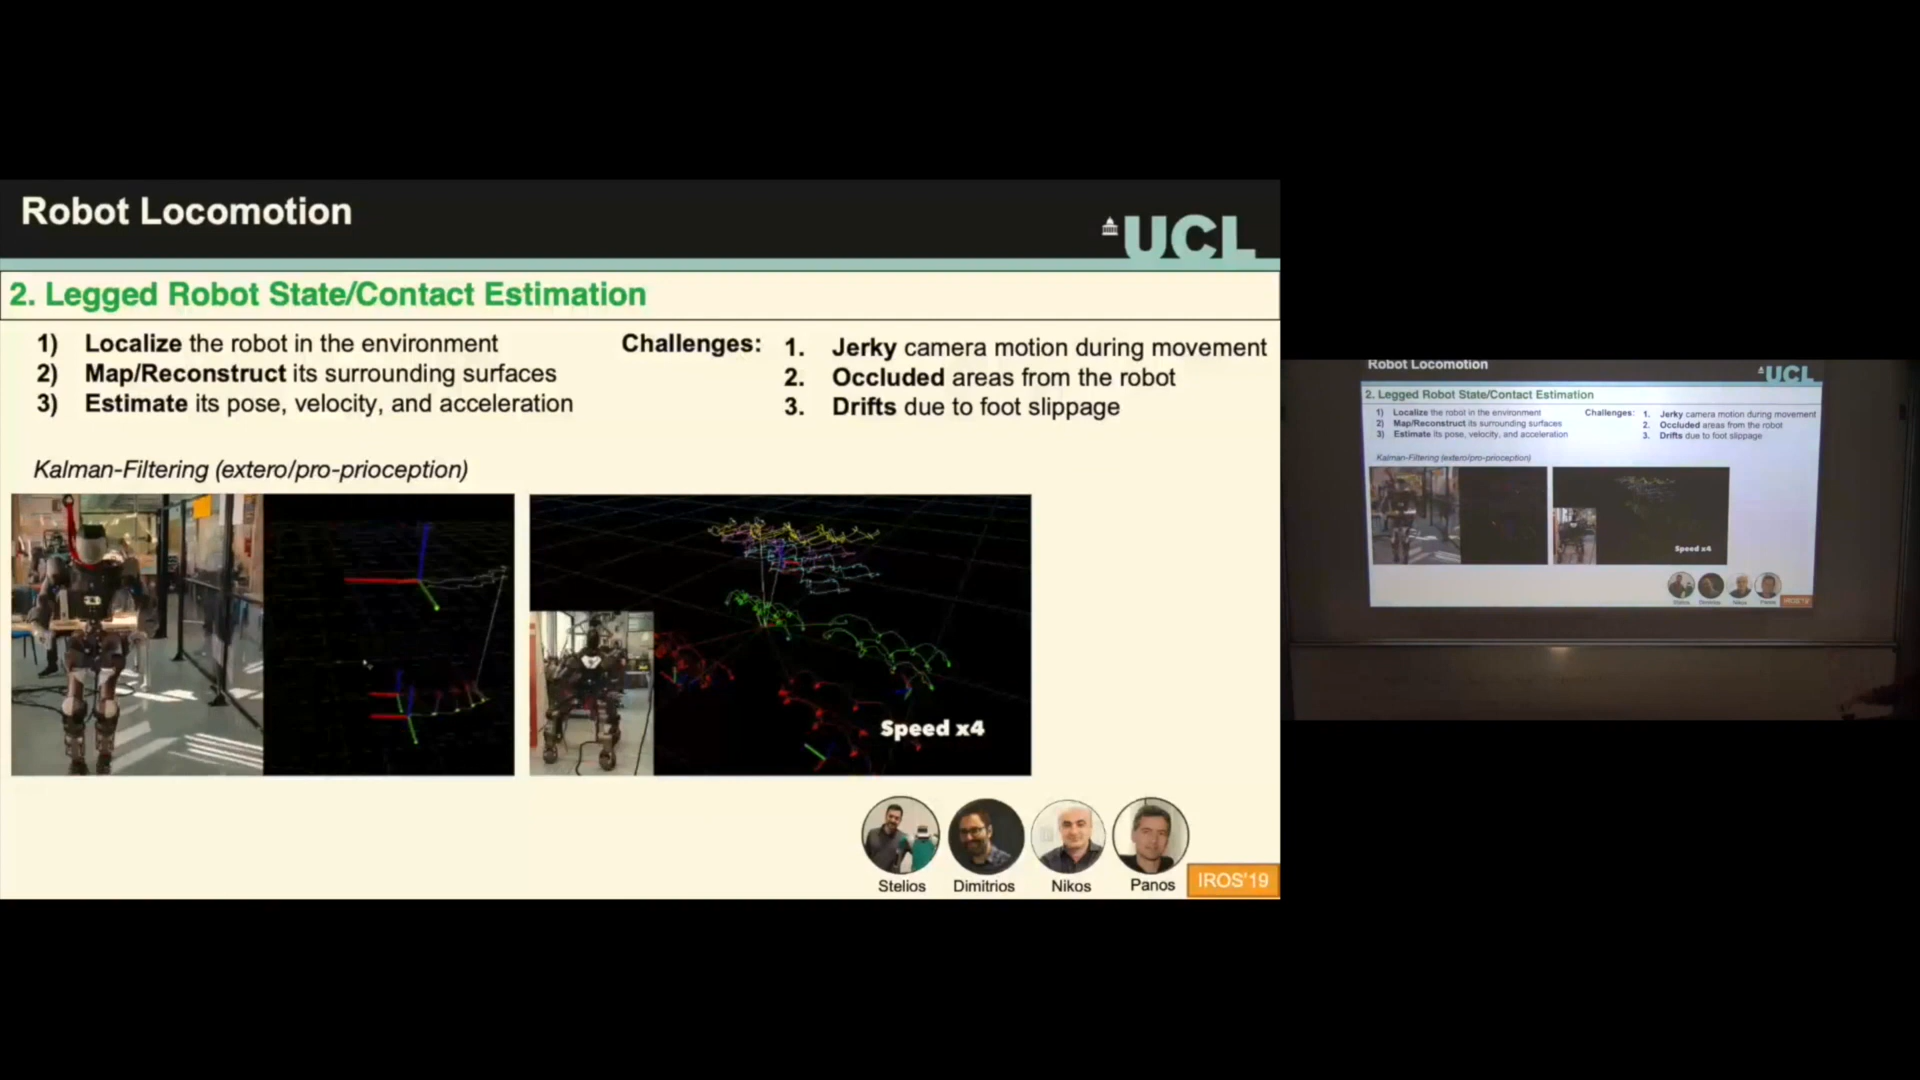 Robot Locomotion
UCL
2. Legged Robot State/Contact Estimation
1) Localize the robot in the environment
2) Map/Reconstruct its surrounding surfaces
3) Estimate its pose, velocity, and acceleration
Challenges:
1. Jerky camera motion during movement
2. Occluded areas from the robot
3. Drifts due to foot slippage
Kalman-Filtering (extero/pro-prioception)
Speed x4
Stelios
Dimitrios
Nikos
Panos
IROS'19
Robot Locomotion
UCL
2. Legged Robot State/Contact Estimation
1) Localize the robot in the environment
2) Map/Reconstruct its surrounding surfaces
3) Estimate its pose, velocity, and acceleration
Challenges:
1. Jerky camera motion during movement
2. Occluded areas from the robot
3. Drifts due to foot slippage
Kalman-Filtering (extero/pro-prioception)
Speed x4
Stelios
Dimitrios
Nikos
Panos
IROS'19